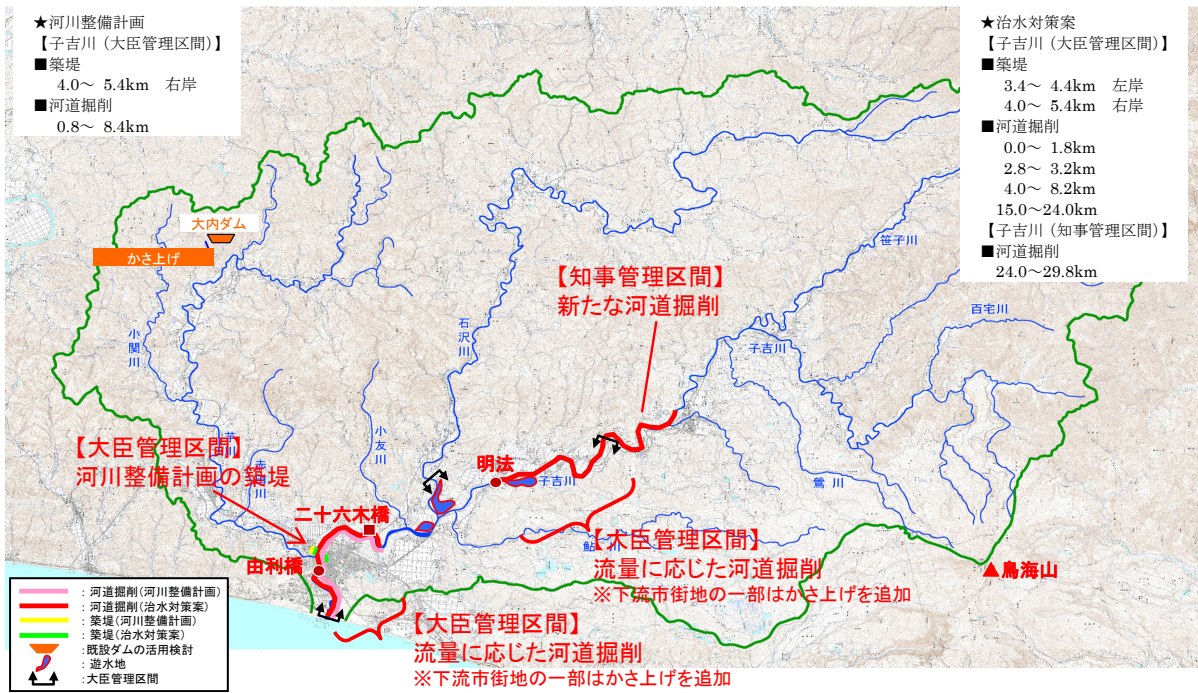 ★河川整備計画
【子吉川（大臣管理区間）】
■築堤
4.0～ 5.4km 右岸
■河道掘削
0.8～ 8.4km
★治水対策案
【子吉川（大臣管理区間）】
■築堤
3.4～ 4.4km 左岸
4.0～ 5.4km 右岸
■河道掘削
0.0～ 1.8km
2.8～ 3.2km
4.0～ 8.2km
15.0～24.0km
【子吉川（知事管理区間）】
■河道掘削
24.0～29.8km
大内ダム
かさ上げ
笹子川
【知事管理区間】
新たな河道掘削
百宅川
石沢川
小関川
子吉川
小友川
芋川
赤田川
【大臣管理区間】
河川整備計画の築堤
明法
子吉川
鶯川
二十六木橋
鮎川
【大臣管理区間】
流量に応じた河道掘削
※下流市街地の一部はかさ上げを追加
由利橋
鳥海山
【大臣管理区間】
流量に応じた河道掘削
※下流市街地の一部はかさ上げを追加
：河道掘削（河川整備計画）
：河道掘削（治水対策案）
：築堤（河川整備計画）
：築堤（治水対策案）
：既設ダムの活用検討
：遊水地
：大臣管理区間